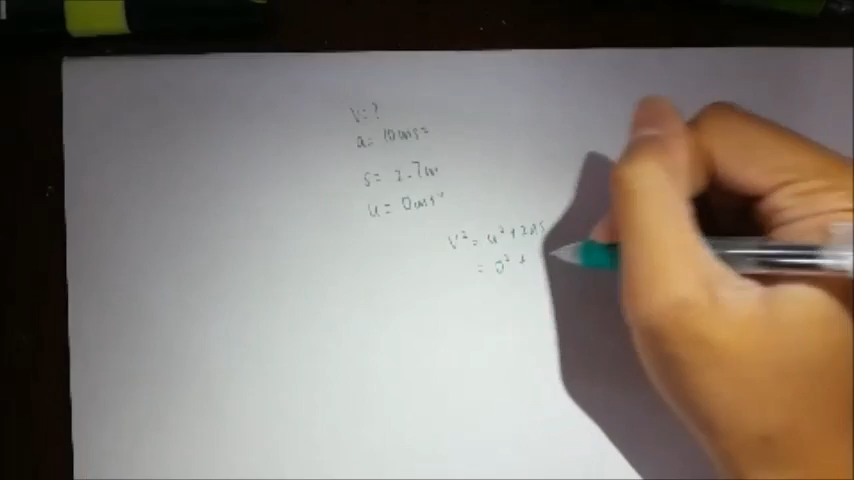 v = ?
a = 10ms⁻²
s = 2.7m
u = 0ms⁻¹
v² = u² + 2as
= 0² +